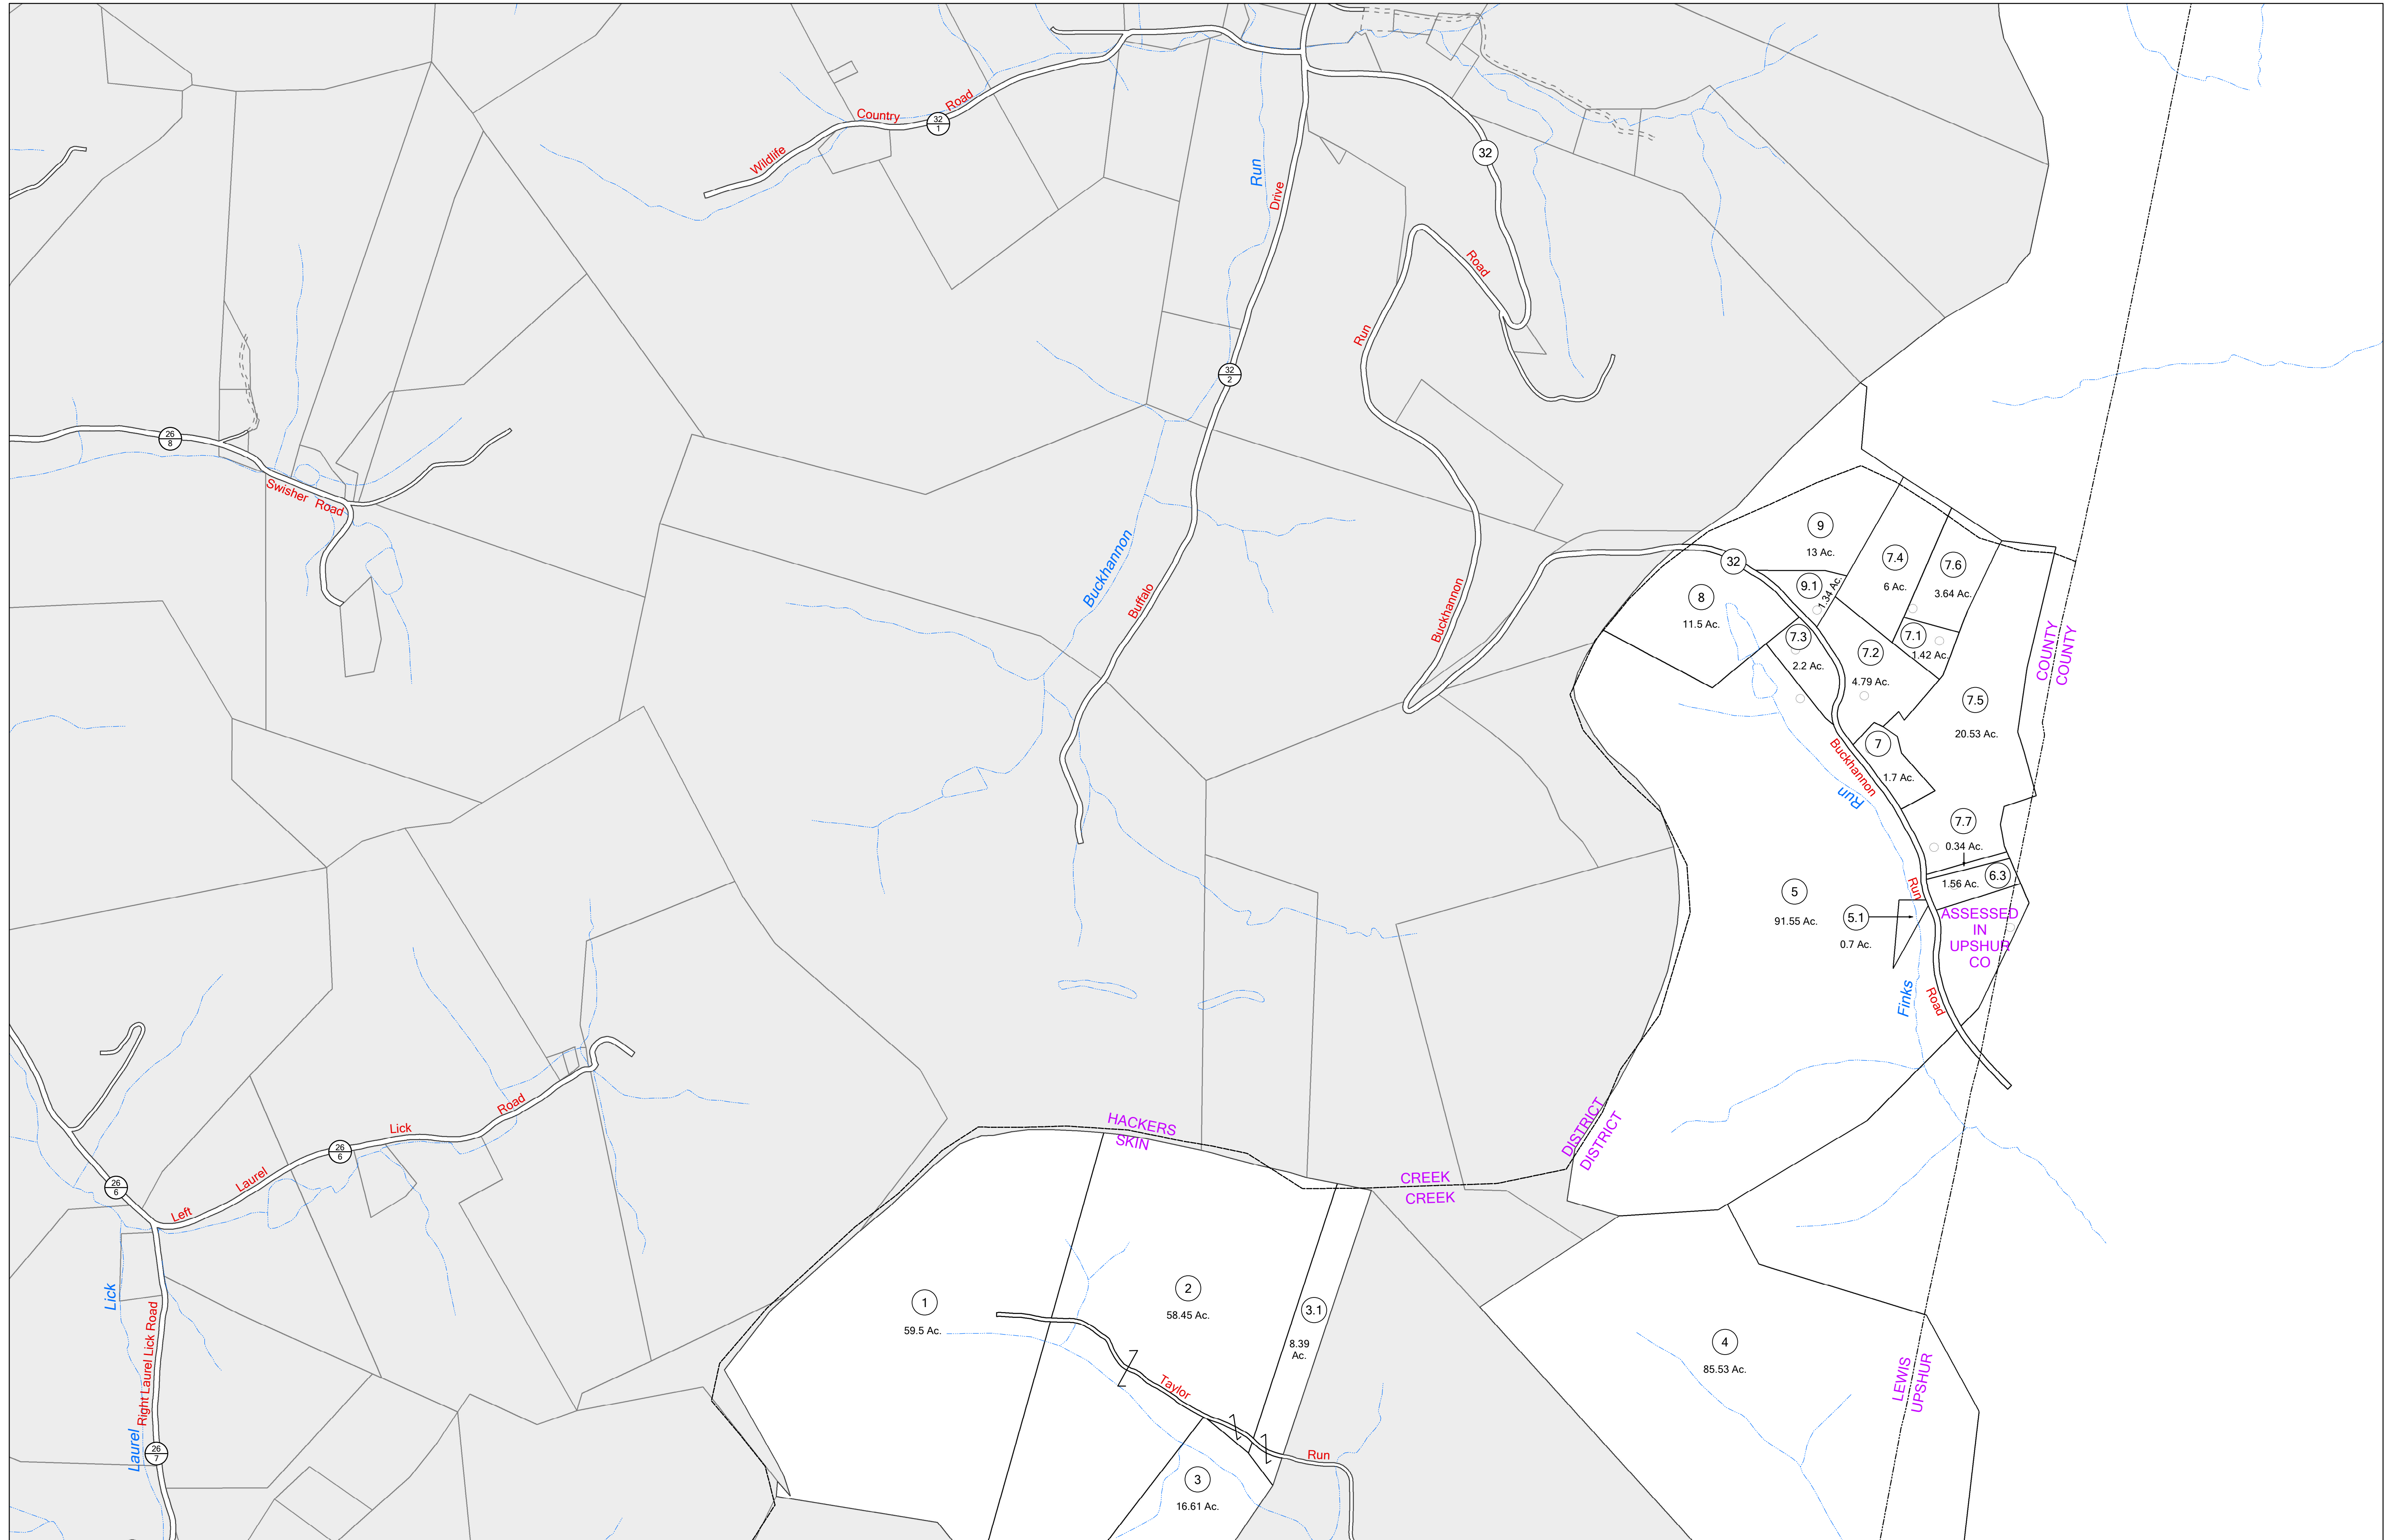 Country Road
Wildlife
32
1
Run
Drive
32
Road
Run
32
2
26
8
Swisher Road
Buckhannon
Buffalo
Buckhannon
32
9
13 Ac.
7.4
6 Ac.
7.6
3.64 Ac.
9.1
1.34 Ac.
8
11.5 Ac.
7.3
2.2 Ac.
7.2
4.79 Ac.
7.1
1.42 Ac.
COUNTY
COUNTY
7.5
20.53 Ac.
7
1.7 Ac.
Buckhannon
Run
7.7
0.34 Ac.
6.3
1.56 Ac.
Run
5
91.55 Ac.
5.1
0.7 Ac.
ASSESSED
IN
UPSHUR
CO
Finks
Road
HACKERS
SKIN
DISTRICT
DISTRICT
CREEK
CREEK
Road
Lick
26
6
Laurel
Left
26
6
Lick
Right Laurel Lick Road
Laurel
26
7
1
59.5 Ac.
2
58.45 Ac.
3.1
8.39
Ac.
Taylor
Run
3
16.61 Ac.
4
85.53 Ac.
LEWIS
UPSHUR